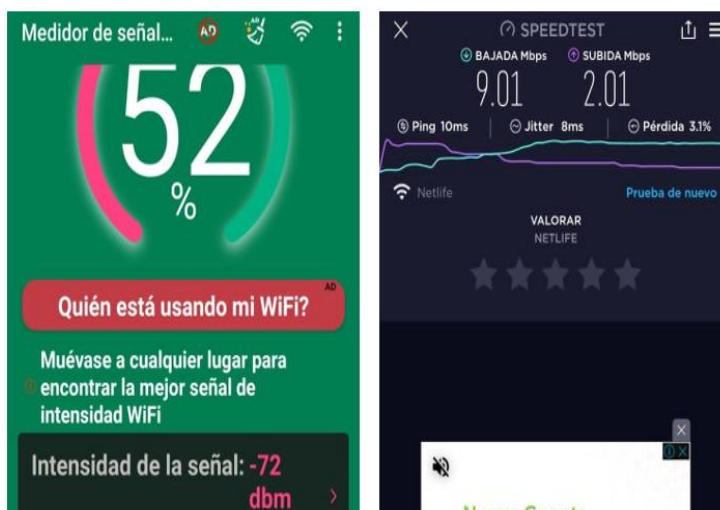 Medidor de señal...
AD
AD
52
%
AD
Quién está usando mi WiFi?
Muévase a cualquier lugar para
encontrar la mejor señal de
intensidad WiFi
Intensidad de la señal: -72
dbm
SPEEDTEST
BAJADA Mbps
SUBIDA Mbps
9.01
2.01
Ping 10ms
Jitter 8ms
Pérdida 3.1%
Netlife
Prueba de nuevo
VALORAR
NETLIFE